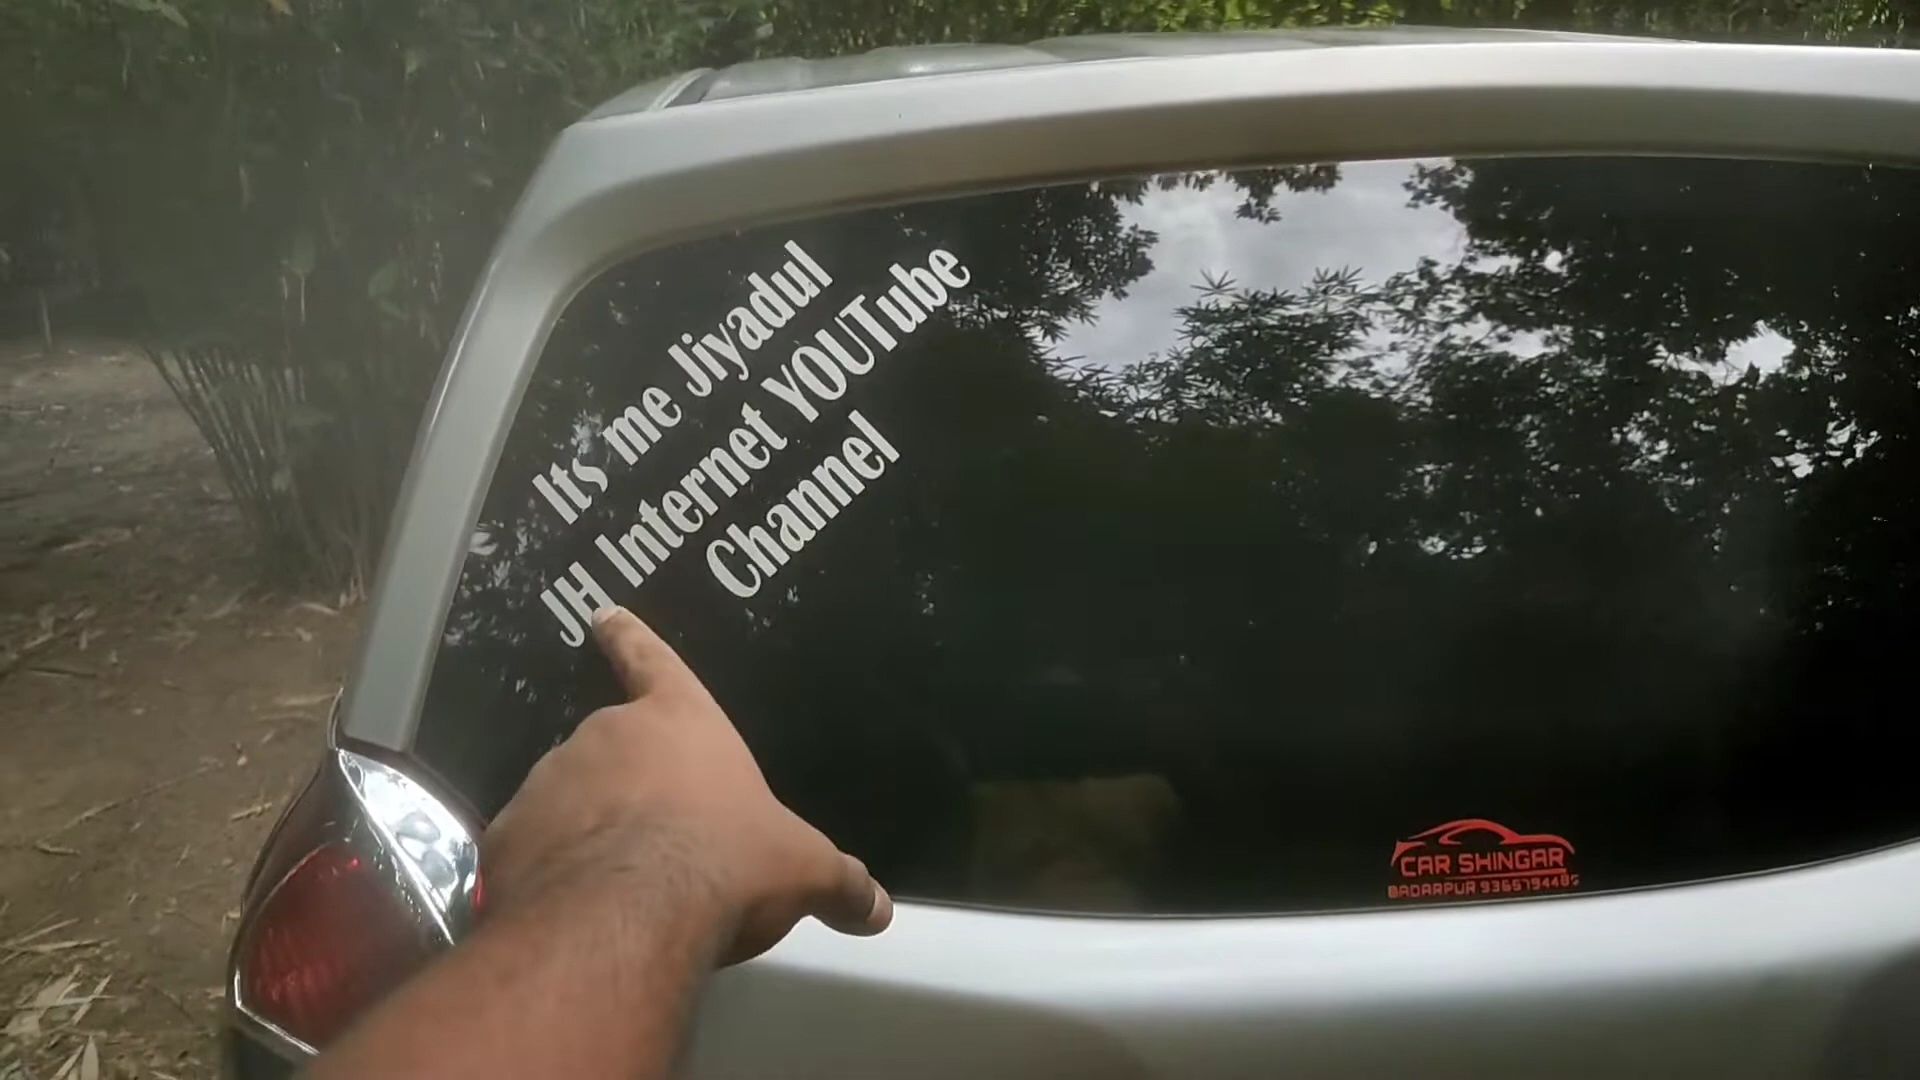 Its me Jiyadul
JH Internet YOUTube
Channel
CAR SHINGAR
BADARPUR